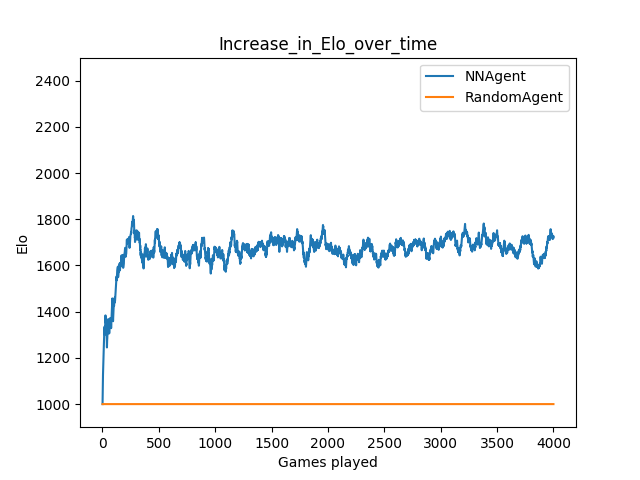 Increase_in_Elo_over_time
NNAgent
RandomAgent
2400
2200
2000
1800
1600
1400
1200
1000
Elo
0 500 1000 1500 2000 2500 3000 3500 4000
Games played